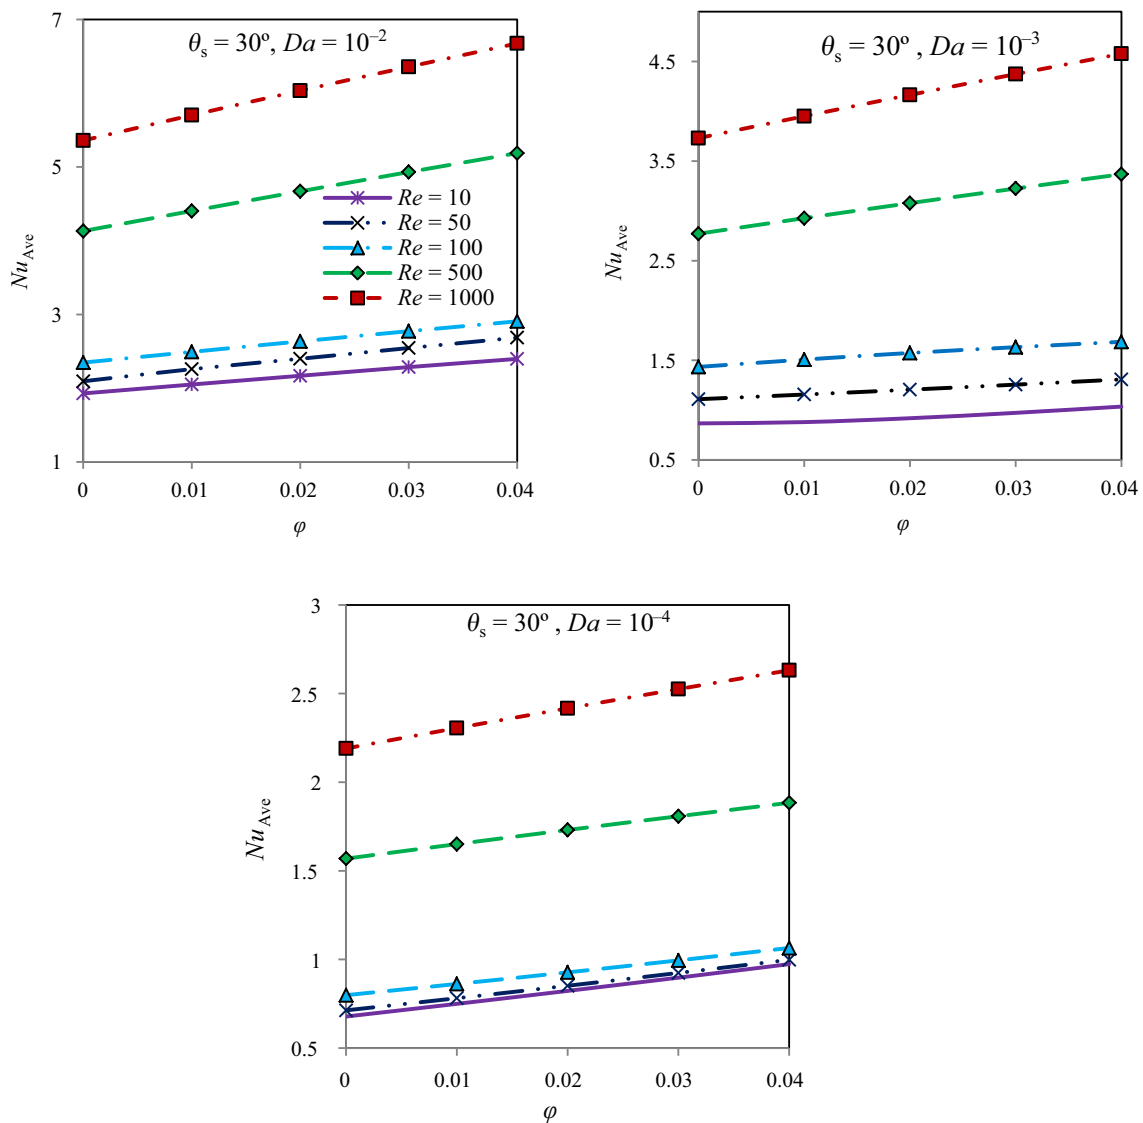 θs = 30º, Da = 10–2
7
5
3
1
NuAve
Re = 10
Re = 50
Re = 100
Re = 500
Re = 1000
0 0.01 0.02 0.03 0.04
φ
θs = 30º , Da = 10–3
4.5
3.5
2.5
1.5
0.5
NuAve
0 0.01 0.02 0.03 0.04
φ
θs = 30º , Da = 10–4
3
2.5
2
1.5
1
0.5
NuAve
0 0.01 0.02 0.03 0.04
φ